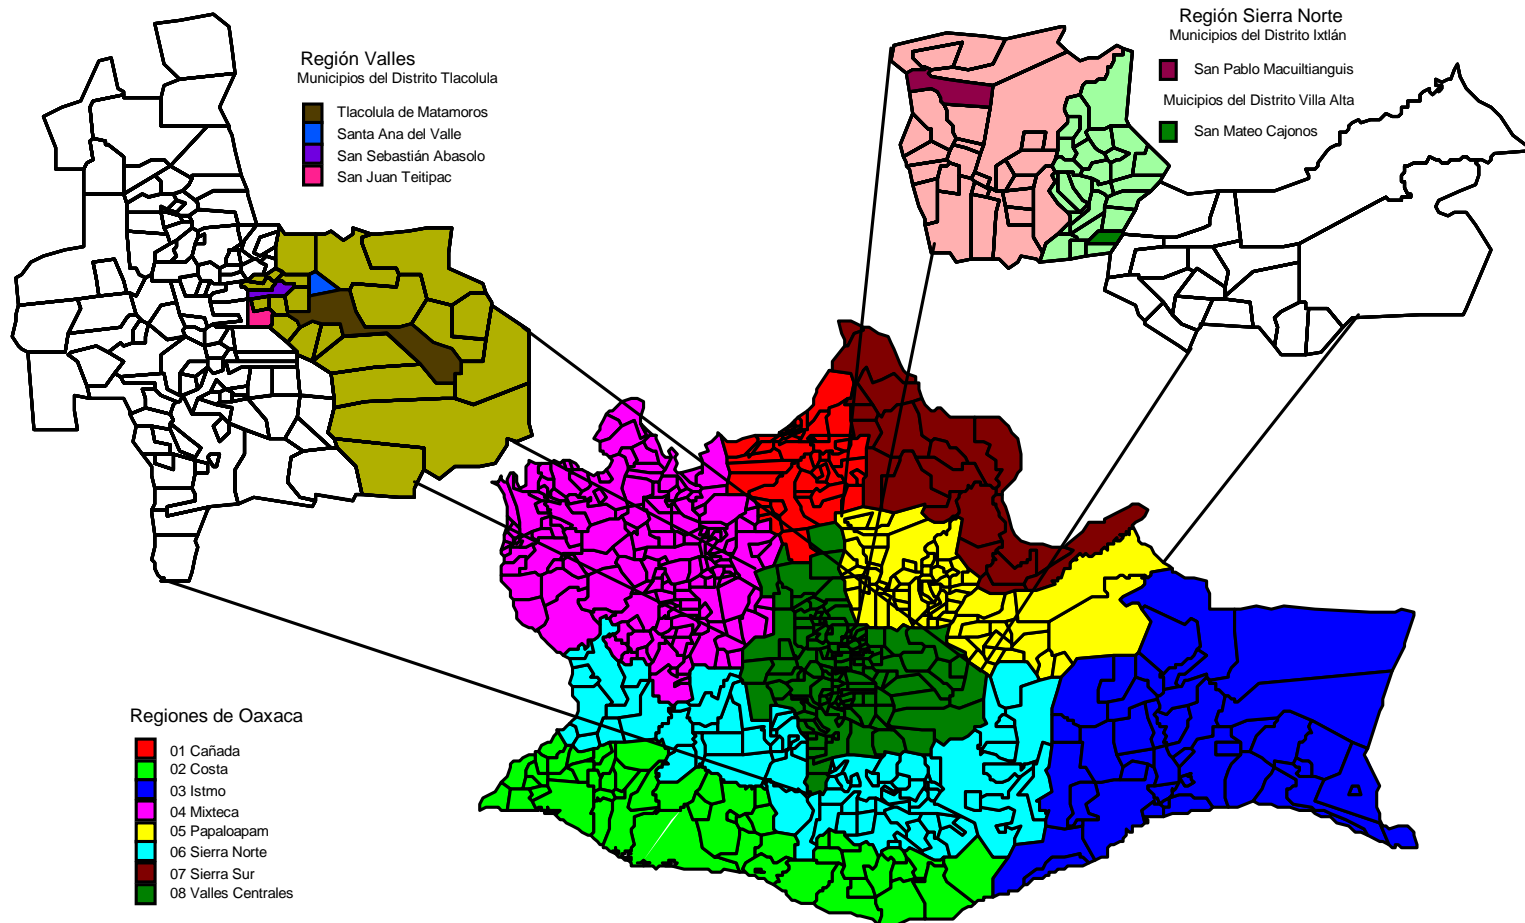 Región Valles
Municipios del Distrito Tlacolula
Tlacolula de Matamoros
Santa Ana del Valle
San Sebastián Abasolo
San Juan Teitipac
Región Sierra Norte
Municipios del Distrito Ixtlán
San Pablo Macuiltianguis
Muicipios del Distrito Villa Alta
San Mateo Cajonos
Regiones de Oaxaca
01 Cañada
02 Costa
03 Istmo
04 Mixteca
05 Papaloapam
06 Sierra Norte
07 Sierra Sur
08 Valles Centrales